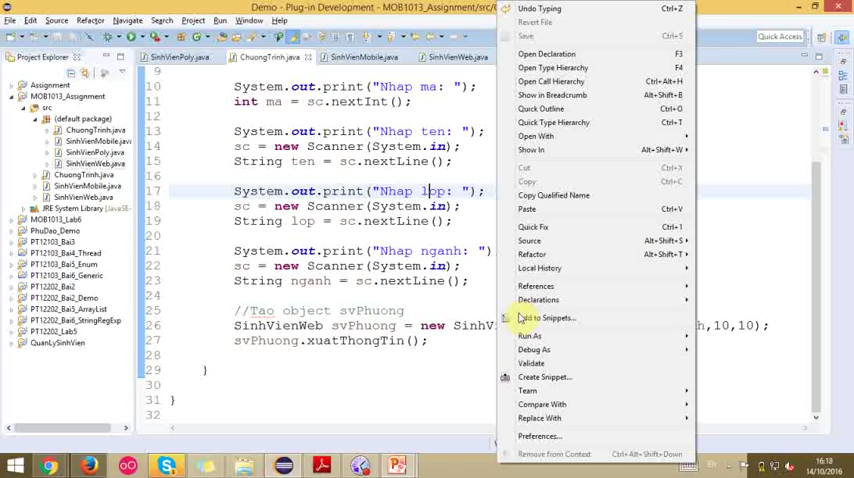 Demo - Plug-in Development - MOB1013_Assignment/src/C
File Edit Source Refactor Navigate Search Project Run Window Help
Quick Access
Project Explorer
SinhVienPoly.java
ChuongTrinh.java
SinhVienMobile.java
SinhVienWeb.java
Assignment
MOB1013_Assignment
src
(default package)
ChuongTrinh.java
SinhVienPoly.java
SinhVienWeb.java
ChuongTrinh.java
SinhVienMobile.java
SinhVienWeb.java
JRE System Library [JavaSE-
MOB1013_Lab6
PhuDao_Demo
PT12202_Bai3
PT12202_Bai4_Thread
PT12202_Bai5_Exception
PT12202_Bai6_Generic
PT12202_Bai2
PT12202_Bai2_Demo
PT12202_Bai5_ArrayList
PT12202_Bai6_StringRegExp
PT12202_Lab5
QuanLySinhVien
9
10 System.out.print("Nhap ma: ");
11 int ma = sc.nextInt();
12
13 System.out.print("Nhap ten: ");
14 sc = new Scanner(System.in);
15 String ten = sc.nextLine();
16
17 System.out.print("Nhap lop: ");
18 sc = new Scanner(System.in);
19 String lop = sc.nextLine();
20
21 System.out.print("Nhap nganh: ")
22 sc = new Scanner(System.in);
23 String nganh = sc.nextLine();
24
25 //Tao object svPhuong
26 SinhVienWeb svPhuong = new SinhV h,10,10);
27 svPhuong.xuatThongTin();
28
29 }
30
31 }
32
Undo Typing Ctrl+Z
Revert File
Save Ctrl+S
Open Declaration F3
Open Type Hierarchy F4
Open Call Hierarchy Ctrl+Alt+H
Show in Breadcrumb Alt+Shift+B
Quick Outline Ctrl+O
Quick Type Hierarchy Ctrl+T
Open With
Show In Alt+Shift+W
Cut Ctrl+X
Copy Ctrl+C
Copy Qualified Name
Paste Ctrl+V
Quick Fix Ctrl+1
Source Alt+Shift+S
Refactor Alt+Shift+T
Local History
References
Declarations
Add to Snippets...
Run As
Debug As
Validate
Create Snippet...
Team
Compare With
Replace With
Preferences...
Remove from Context Ctrl+Alt+Shift+Down
16:18
14/10/2016